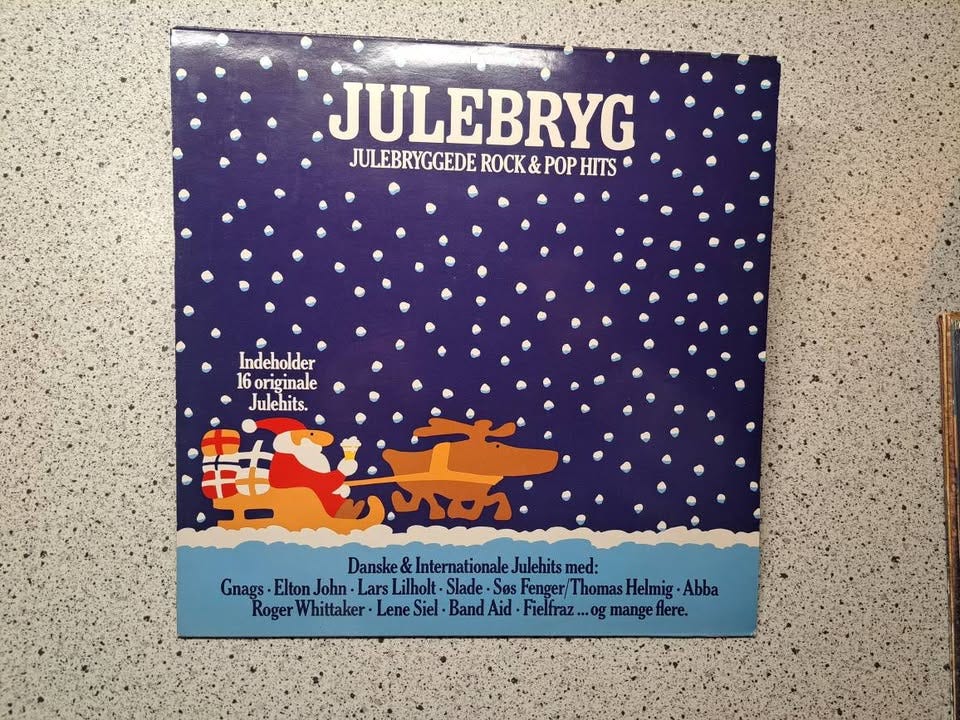 JULEBRYG
JULEBRYGGEDE ROCK & POP HITS
Indeholder
16 originale
Julehits.
Danske & Internationale Julehits med:
Gnags · Elton John · Lars Lilholt · Slade · Søs Fenger/Thomas Helmig · Abba
Roger Whittaker · Lene Siel · Band Aid · Fielfraz ... og mange flere.